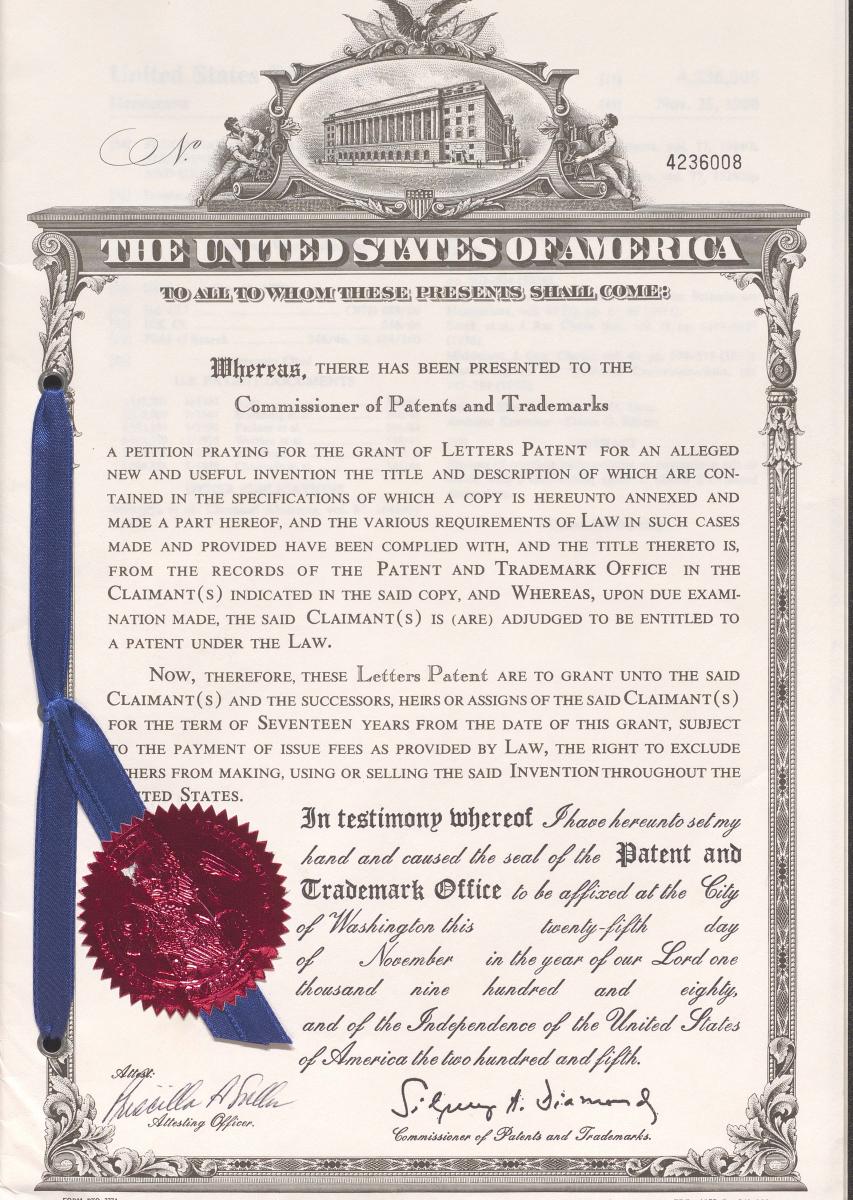 No.
4236008
THE UNITED STATES OF AMERICA
TO ALL TO WHOM THESE PRESENTS SHALL COME:
Whereas, THERE HAS BEEN PRESENTED TO THE
Commissioner of Patents and Trademarks
A PETITION PRAYING FOR THE GRANT OF LETTERS PATENT FOR AN ALLEGED
NEW AND USEFUL INVENTION THE TITLE AND DESCRIPTION OF WHICH ARE CON-
TAINED IN THE SPECIFICATIONS OF WHICH A COPY IS HEREUNTO ANNEXED AND
MADE A PART HEREOF, AND THE VARIOUS REQUIREMENTS OF LAW IN SUCH CASES
MADE AND PROVIDED HAVE BEEN COMPLIED WITH, AND THE TITLE THERETO IS,
FROM THE RECORDS OF THE PATENT AND TRADEMARK OFFICE IN THE
CLAIMANT(S) INDICATED IN THE SAID COPY, AND WHEREAS, UPON DUE EXAMI-
NATION MADE, THE SAID CLAIMANT(S) IS (ARE) ADJUDGED TO BE ENTITLED TO
A PATENT UNDER THE LAW.
NOW, THEREFORE, THESE Letters Patent ARE TO GRANT UNTO THE SAID
CLAIMANT(S) AND THE SUCCESSORS, HEIRS OR ASSIGNS OF THE SAID CLAIMANT(S)
FOR THE TERM OF SEVENTEEN YEARS FROM THE DATE OF THIS GRANT, SUBJECT
TO THE PAYMENT OF ISSUE FEES AS PROVIDED BY LAW, THE RIGHT TO EXCLUDE
THERS FROM MAKING, USING OR SELLING THE SAID INVENTION THROUGHOUT THE
TED STATES.
In testimony whereof I have hereunto set my
hand and caused the seal of the Patent and
Trademark Office to be affixed at the City
of Washington this twenty-fifth day
of November in the year of our Lord one
thousand nine hundred and eighty,
and of the Independence of the United States
of America the two hundred and fifth.
Attest:
Attesting Officer.
Sidney A. Diamond
Commissioner of Patents and Trademarks.